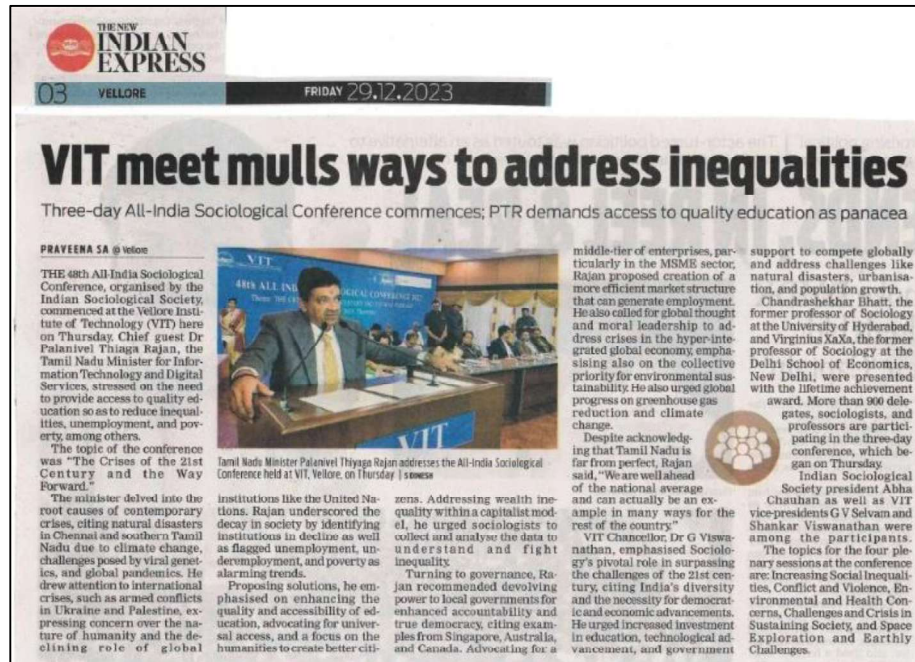 THE NEW
INDIAN
EXPRESS
03 VELLORE FRIDAY 29.12.2023
VIT meet mulls ways to address inequalities
Three-day All-India Sociological Conference commences; PTR demands access to quality education as panacea
PRAVEENA SA @ Vellore
THE 48th All-India Sociological
Conference, organised by the
Indian Sociological Society,
commenced at the Vellore Insti-
tute of Technology (VIT) here
on Thursday. Chief guest Dr
Palanivel Thiaga Rajan, the
Tamil Nadu Minister for Infor-
mation Technology and Digital
Services, stressed on the need
to provide access to quality ed-
ucation so as to reduce inequal-
ities, unemployment, and pov-
erty, among others.
The topic of the conference
was "The Crises of the 21st
Century and the Way
Forward."
The minister delved into the
root causes of contemporary
crises, citing natural disasters
in Chennai and southern Tamil
Nadu due to climate change,
challenges posed by viral genet-
ics, and global pandemics. He
drew attention to international
crises, such as armed conflicts
in Ukraine and Palestine, ex-
pressing concern over the na-
ture of humanity and the de-
clining role of global
VIT
48th ALL IND
VIT
Tamil Nadu Minister Palanivel Thiyaga Rajan addresses the All-India Sociological
Conference held at VIT, Vellore, on Thursday | S DINESH
institutions like the United Na-
tions. Rajan underscored the
decay in society by identifying
institutions in decline as well
as flagged unemployment, un-
deremployment, and poverty as
alarming trends.
Proposing solutions, he em-
phasised on enhancing the
quality and accessibility of ed-
ucation, advocating for univer-
sal access, and a focus on the
humanities to create better citi-
zens. Addressing wealth ine-
quality within a capitalist mod-
el, he urged sociologists to
collect and analyse the data to
understand and fight
inequality.
Turning to governance, Ra-
jan recommended devolving
power to local governments for
enhanced accountability and
true democracy, citing exam-
ples from Singapore, Australia,
and Canada. Advocating for a
middle-tier of enterprises, par-
ticularly in the MSME sector,
Rajan proposed creation of a
more efficient market structure
that can generate employment.
He also called for global thought
and moral leadership to ad-
dress crises in the hyper-inte-
grated global economy, empha-
sising also on the collective
priority for environmental sus-
tainability. He also urged global
progress on greenhouse gas
reduction and climate
change.
Despite acknowledg-
ing that Tamil Nadu is
far from perfect, Rajan
said, "We are well ahead
of the national average
and can actually be an ex-
ample in many ways for the
rest of the country."
VIT Chancellor, Dr G Viswa-
nathan, emphasised Sociolo-
gy's pivotal role in surpassing
the challenges of the 21st cen-
tury, citing India's diversity
and the necessity for democrat-
ic and economic advancements.
He urged increased investment
in education, technological ad-
vancement, and government
support to compete globally
and address challenges like
natural disasters, urbanisa-
tion, and population growth.
Chandrashekhar Bhatt, the
former professor of Sociology
at the University of Hyderabad,
and Virginius XaXa, the former
professor of Sociology at the
Delhi School of Economics,
New Delhi, were presented
with the lifetime achievement
award. More than 900 dele-
gates, sociologists, and
professors are partici-
pating in the three-day
conference, which be-
gan on Thursday.
Indian Sociological
Society president Abha
Chauhan as well as VIT
vice-presidents G V Selvam and
Shankar Viswanathan were
among the participants.
The topics for the four ple-
nary sessions at the conference
are: Increasing Social Inequali-
ties, Conflict and Violence, En-
vironmental and Health Con-
cerns, Challenges and Crisis in
Sustaining Society, and Space
Exploration and Earthly
Challenges.